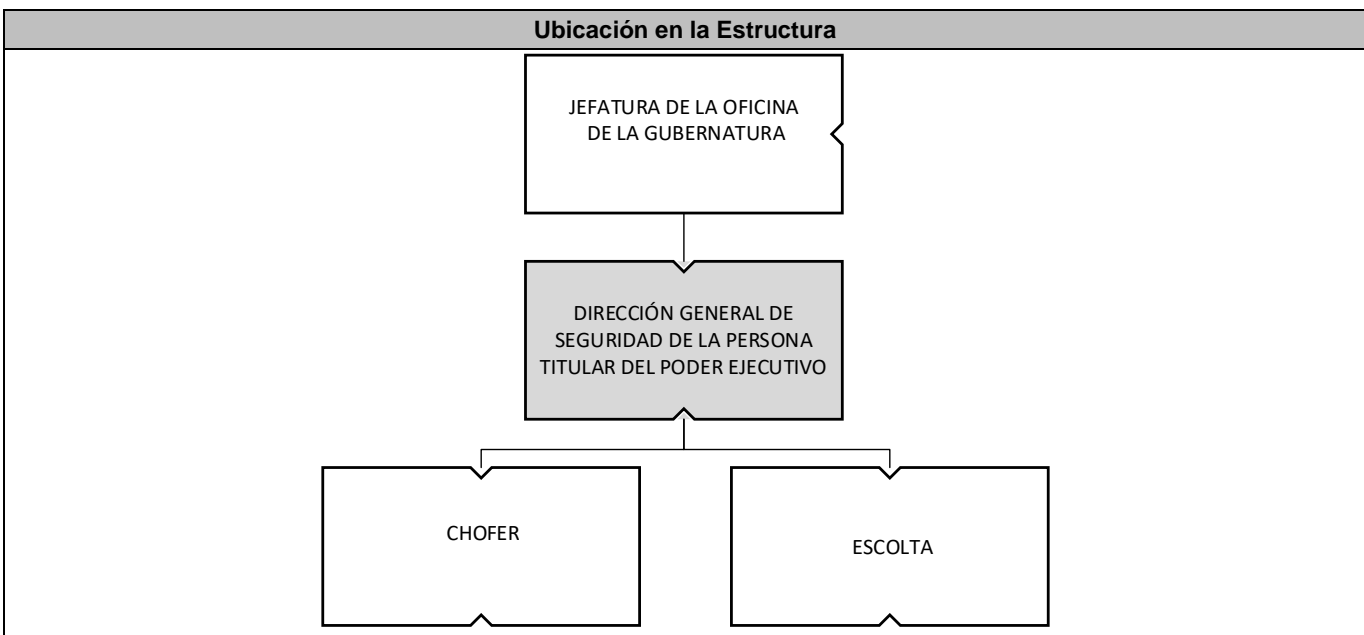 Ubicación en la Estructura
JEFATURA DE LA OFICINA
DE LA GUBERNATURA
DIRECCIÓN GENERAL DE
SEGURIDAD DE LA PERSONA
TITULAR DEL PODER EJECUTIVO
CHOFER
ESCOLTA